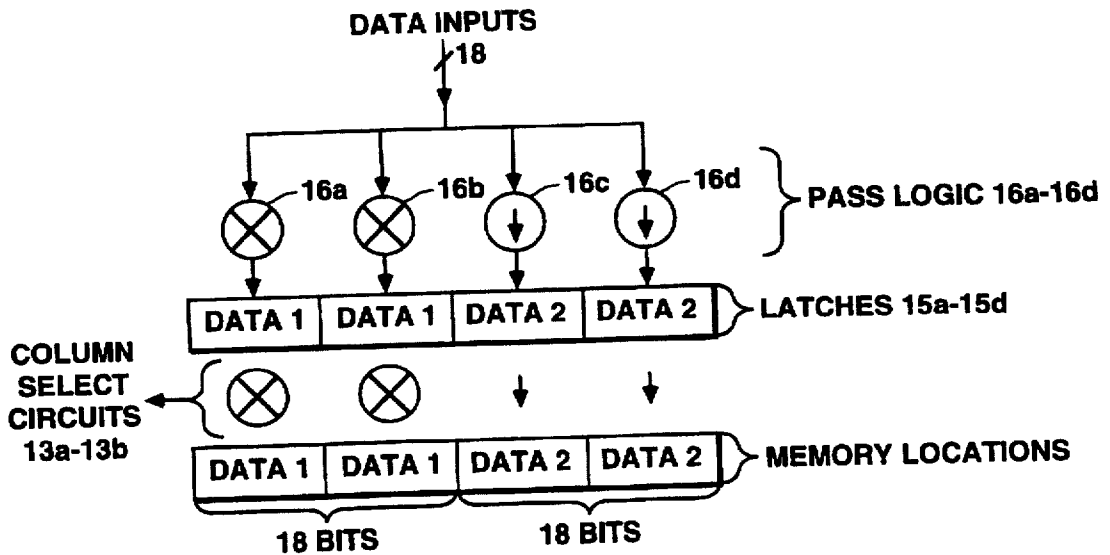 DATA INPUTS
18
16a
16b
16c
16d
PASS LOGIC 16a-16d
DATA 1
DATA 1
DATA 2
DATA 2
LATCHES 15a-15d
COLUMN
SELECT
CIRCUITS
13a-13b
DATA 1
DATA 1
DATA 2
DATA 2
MEMORY LOCATIONS
18 BITS
18 BITS